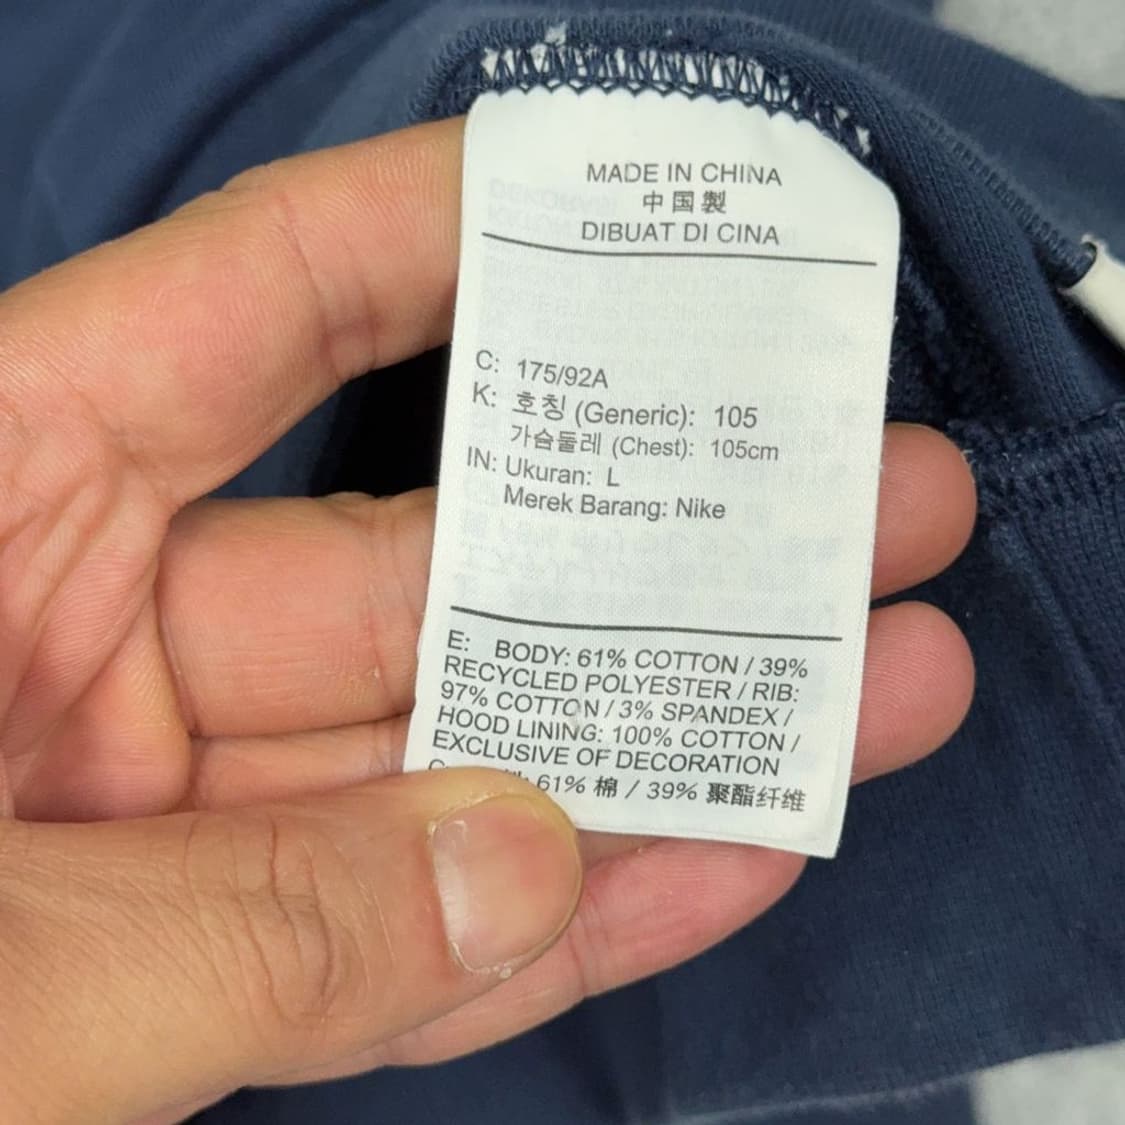 MADE IN CHINA
中国製
DIBUAT DI CINA
C: 175/92A
K: 호칭 (Generic): 105
가슴둘레 (Chest): 105cm
IN: Ukuran: L
Merek Barang: Nike
E: BODY: 61% COTTON / 39%
RECYCLED POLYESTER / RIB:
97% COTTON / 3% SPANDEX /
HOOD LINING: 100% COTTON /
EXCLUSIVE OF DECORATION
61% 棉 / 39% 聚酯纤维